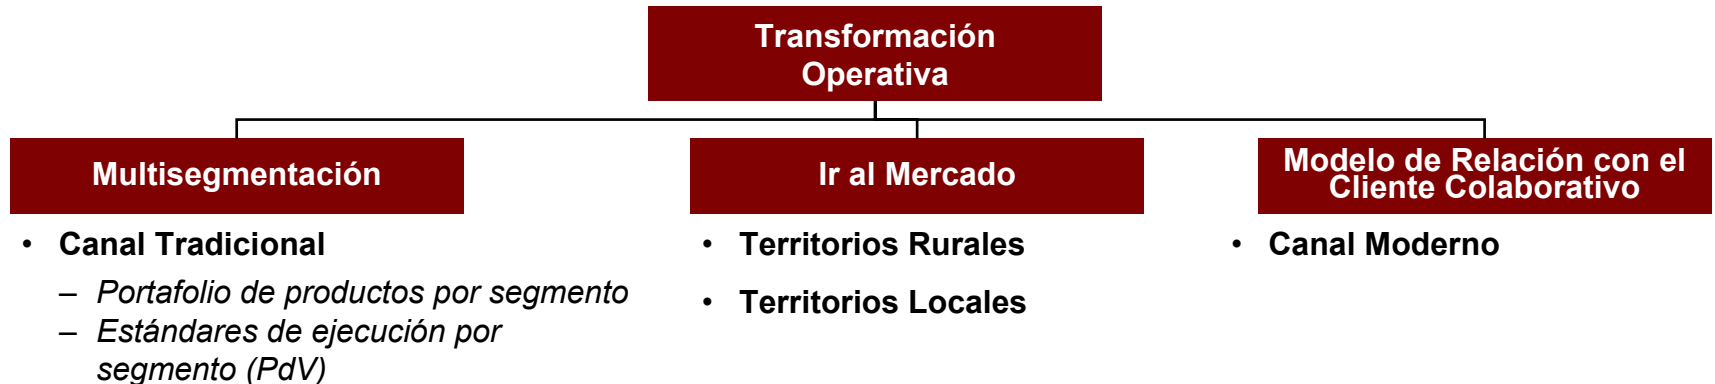 Transformación
Operativa
Multisegmentación
Ir al Mercado
Modelo de Relación con el
Cliente Colaborativo
• Canal Tradicional
– Portafolio de productos por segmento
– Estándares de ejecución por
segmento (PdV)
• Territorios Rurales
• Territorios Locales
• Canal Moderno